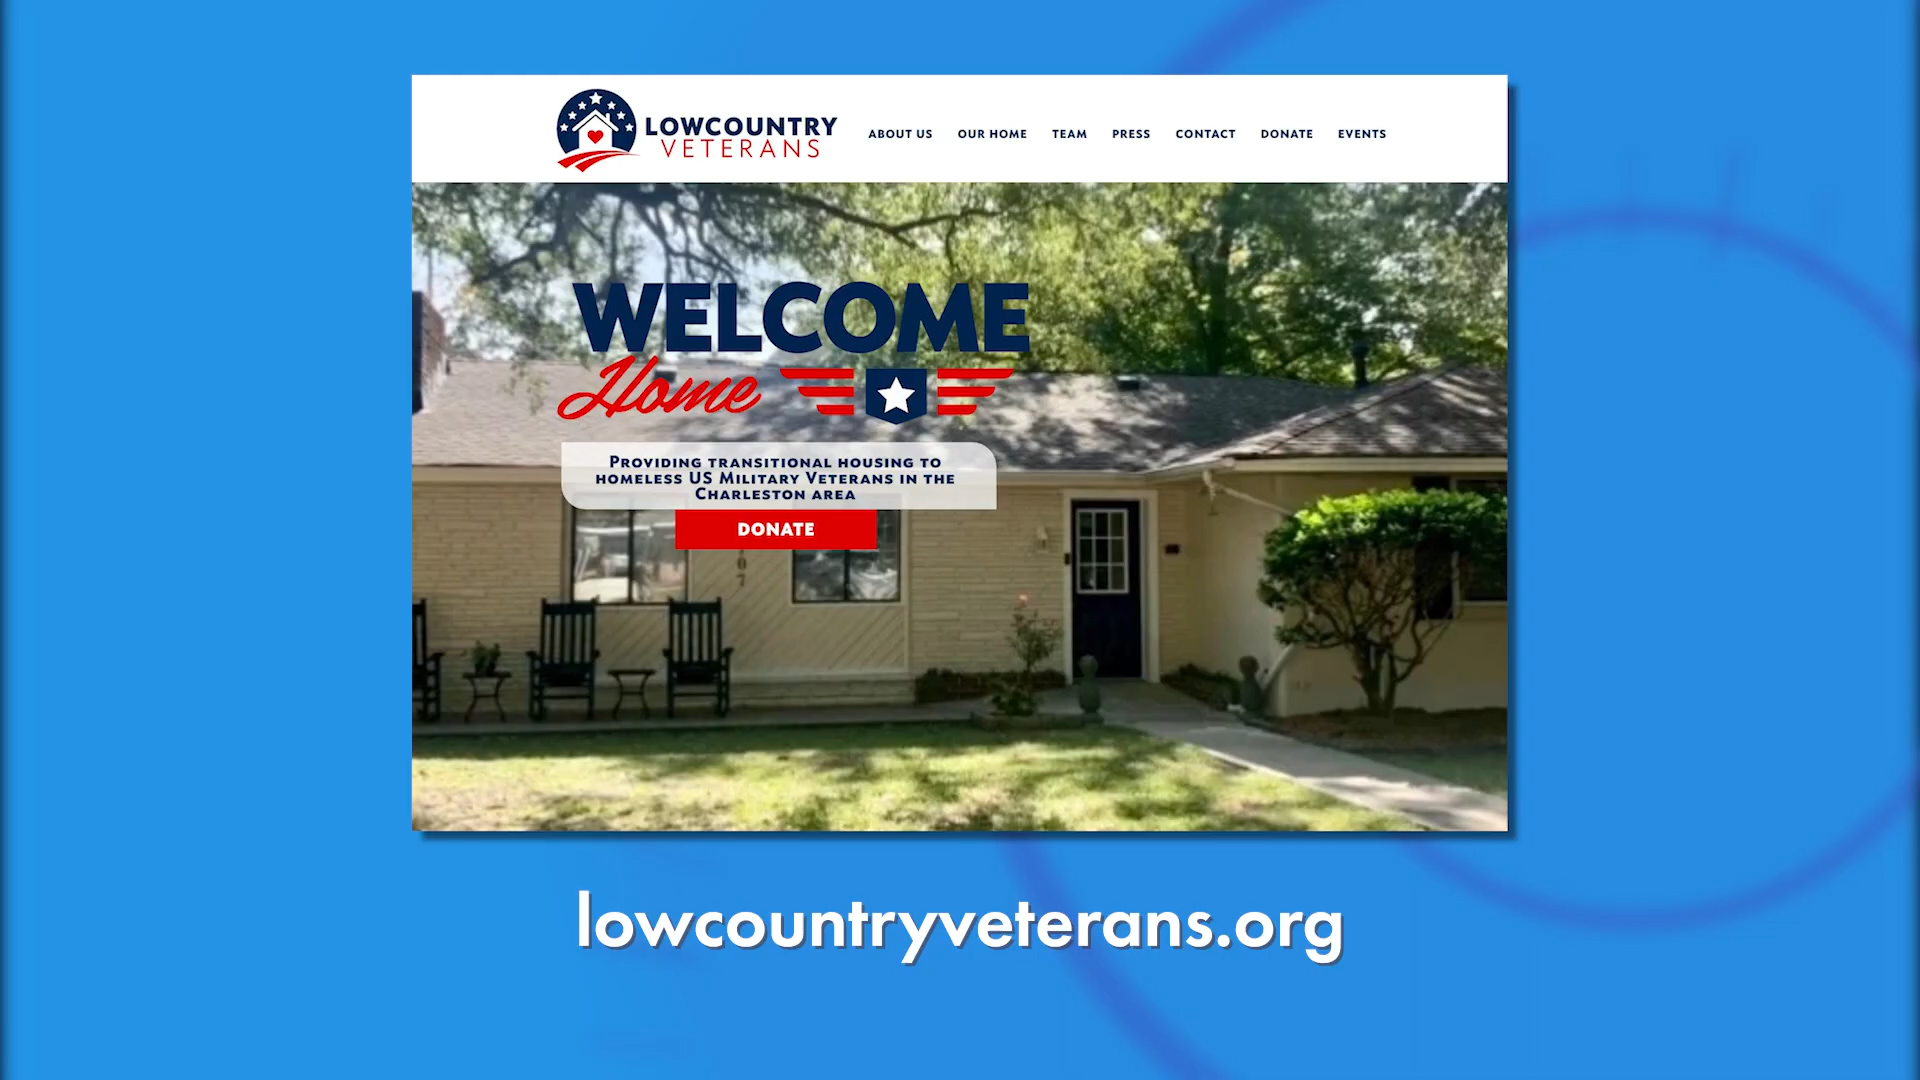 LOWCOUNTRY
VETERANS
ABOUT US OUR HOME TEAM PRESS CONTACT DONATE EVENTS
WELCOME
Home
PROVIDING TRANSITIONAL HOUSING TO
HOMELESS US MILITARY VETERANS IN THE
CHARLESTON AREA
DONATE
07
lowcountryveterans.org